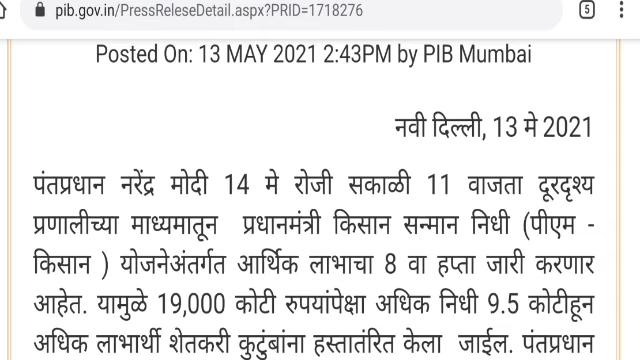 pib.gov.in/PressReleseDetail.aspx?PRID=1718276
5
Posted On: 13 MAY 2021 2:43PM by PIB Mumbai
नवी दिल्ली, 13 मे 2021
पंतप्रधान नरेंद्र मोदी 14 मे रोजी सकाळी 11 वाजता दूरदृश्य
प्रणालीच्या माध्यमातून प्रधानमंत्री किसान सन्मान निधी (पीएम -
किसान ) योजनेअंतर्गत आर्थिक लाभाचा 8 वा हप्ता जारी करणार
आहेत. यामुळे 19,000 कोटी रुपयांपेक्षा अधिक निधी 9.5 कोटीहून
अधिक लाभार्थी शेतकरी कुटुंबांना हस्तातंरित केला जाईल. पंतप्रधान